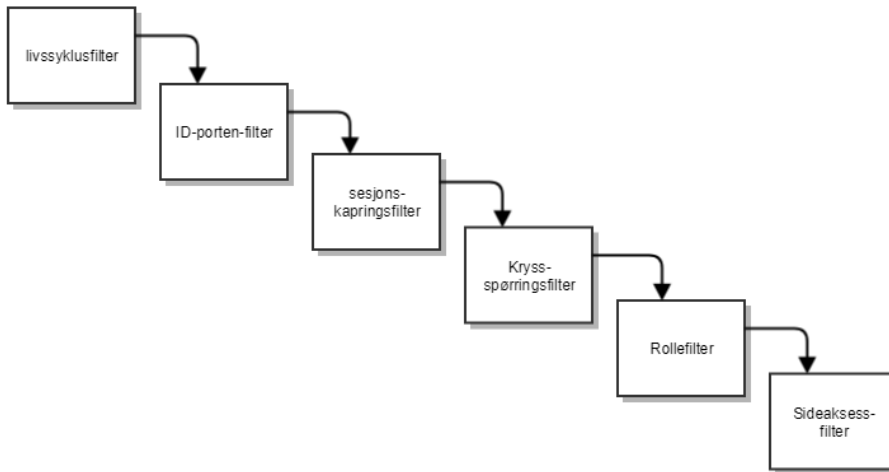 livssyklusfilter
ID-porten-filter
sesjons-
kapringsfilter
Kryss-
spørringsfilter
Rollefilter
Sideaksess-
filter